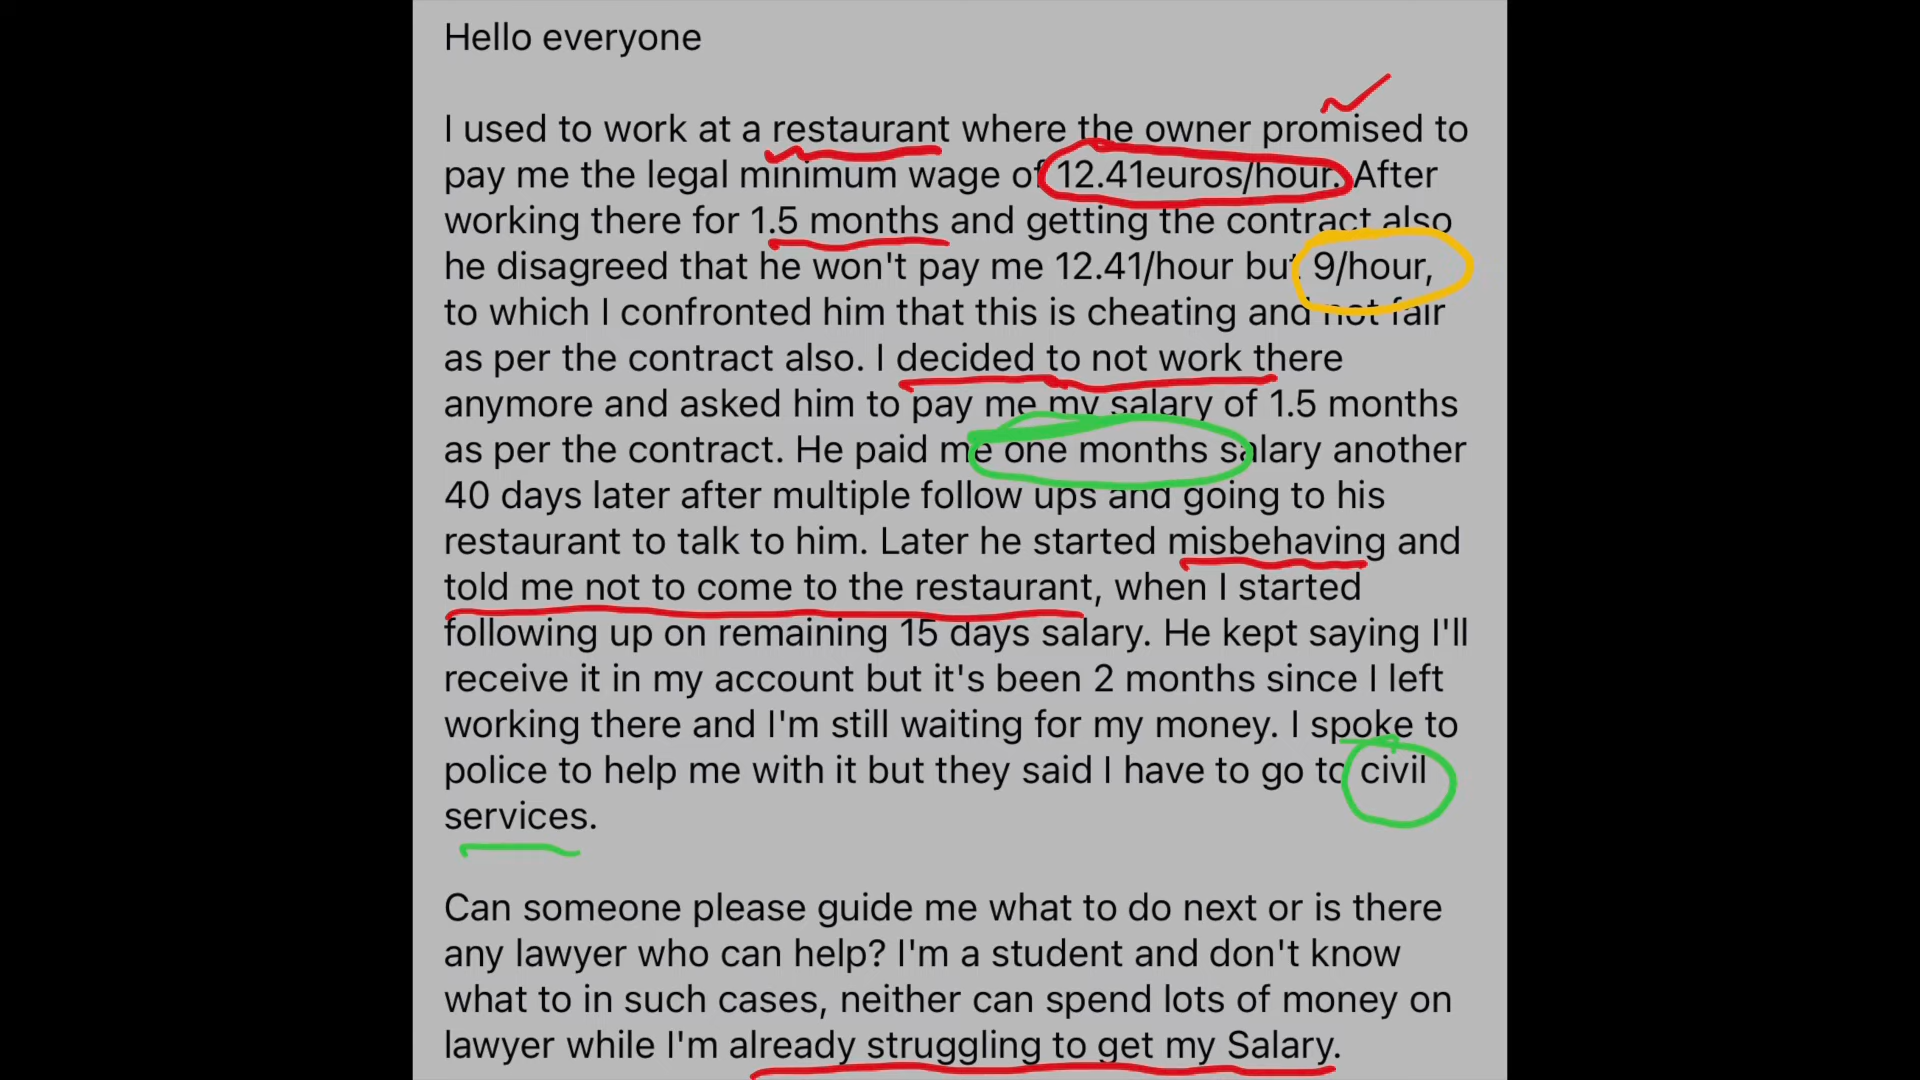 Hello everyone
I used to work at a restaurant where the owner promised to
pay me the legal minimum wage of 12.41euros/hour. After
working there for 1.5 months and getting the contract also
he disagreed that he won't pay me 12.41/hour but 9/hour,
to which I confronted him that this is cheating and not fair
as per the contract also. I decided to not work there
anymore and asked him to pay me my salary of 1.5 months
as per the contract. He paid me one months salary another
40 days later after multiple follow ups and going to his
restaurant to talk to him. Later he started misbehaving and
told me not to come to the restaurant, when I started
following up on remaining 15 days salary. He kept saying I'll
receive it in my account but it's been 2 months since I left
working there and I'm still waiting for my money. I spoke to
police to help me with it but they said I have to go to civil
services.
Can someone please guide me what to do next or is there
any lawyer who can help? I'm a student and don't know
what to in such cases, neither can spend lots of money on
lawyer while I'm already struggling to get my Salary.